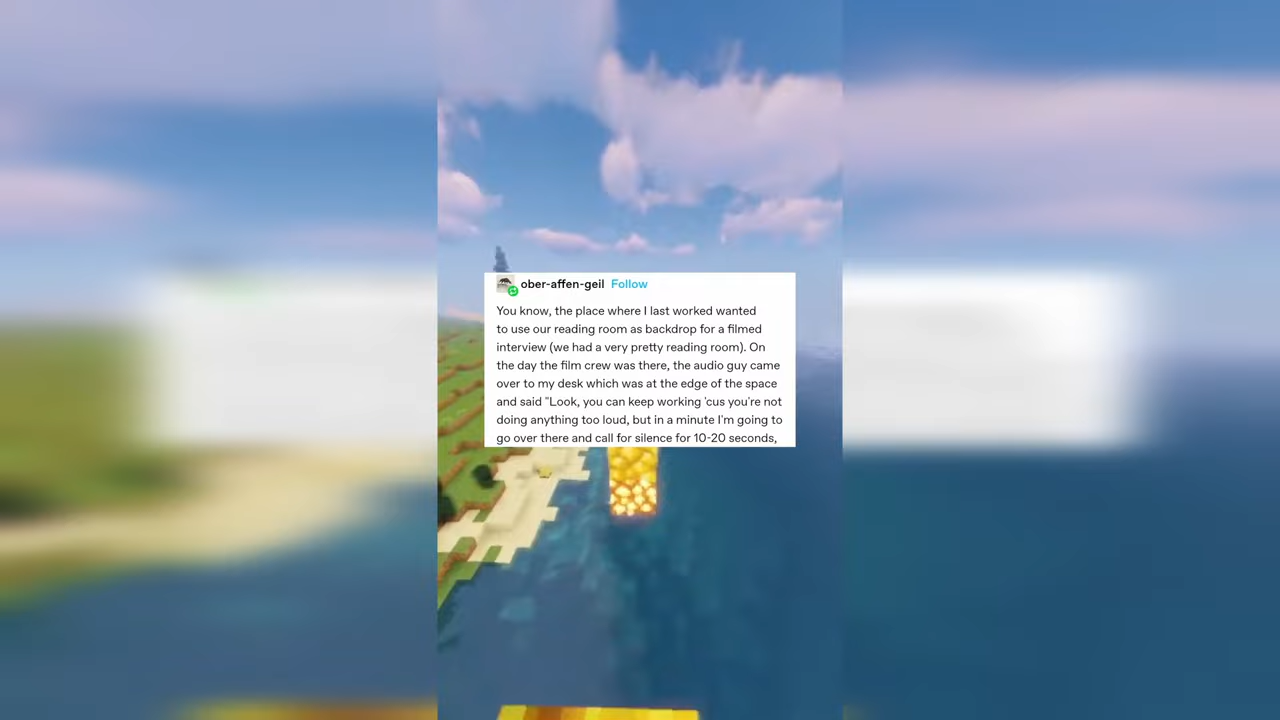 ober-affen-geil Follow
You know, the place where I last worked wanted
to use our reading room as backdrop for a filmed
interview (we had a very pretty reading room). On
the day the film crew was there, the audio guy came
over to my desk which was at the edge of the space
and said "Look, you can keep working 'cus you're not
doing anything too loud, but in a minute I'm going to
go over there and call for silence for 10-20 seconds,